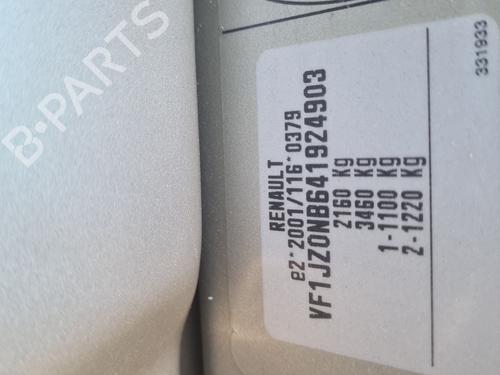 B-PARTS
RENAULT
e2*2001/116*0379
VF1JZ0NB641924903
2160 Kg
3460 Kg
1-1100 Kg
2-1220 Kg
331933